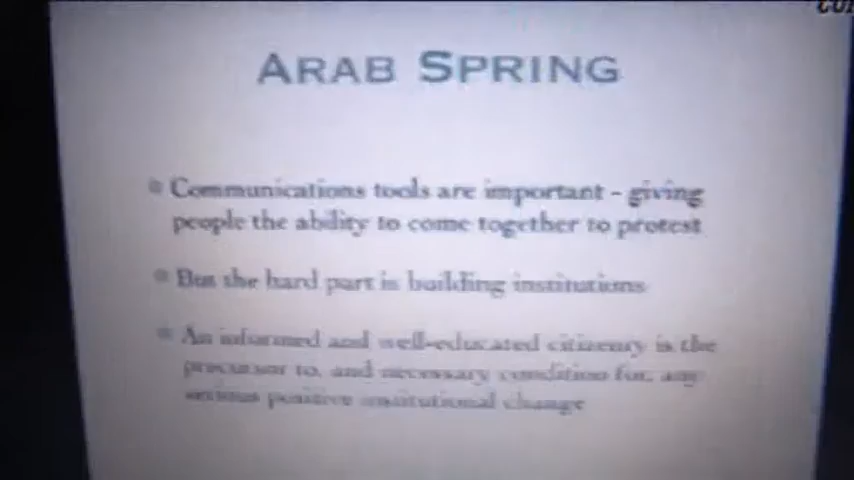 ARAB SPRING
Communications tools are important - giving
people the ability to come together to protest
But the hard part is building institutions
An informed and well-educated citizenry is the
precursor to, and necessary condition for, any
serious positive institutional change